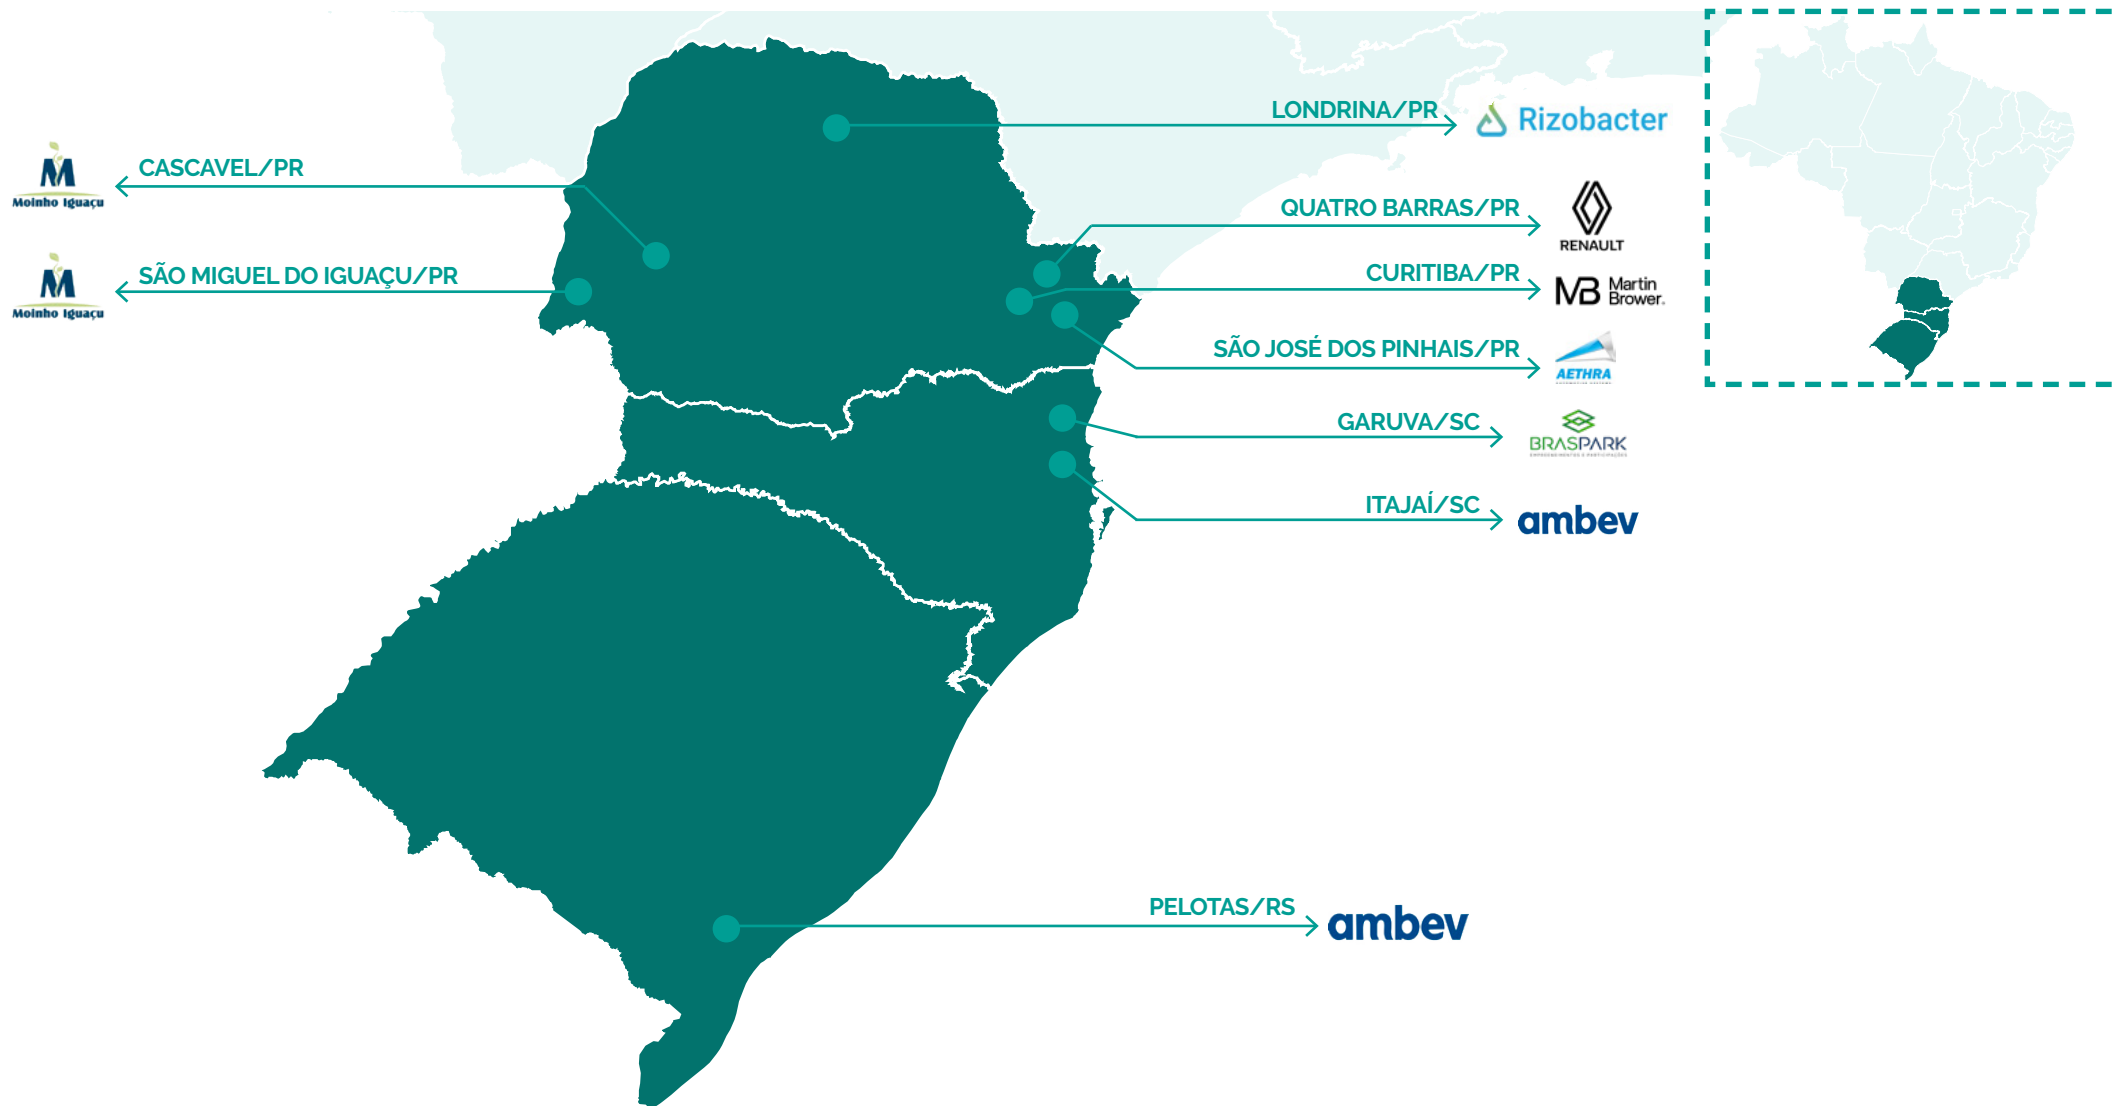 LONDRINA/PR
Rizobacter
CASCAVEL/PR
Moinho Iguaçu
QUATRO BARRAS/PR
RENAULT
SÃO MIGUEL DO IGUAÇU/PR
Moinho Iguaçu
CURITIBA/PR
MB Martin
Brower.
SÃO JOSÉ DOS PINHAIS/PR
AETHRA
GARUVA/SC
BRASPARK
EMPREENDIMENTOS E PARTICIPAÇÕES
ITAJAÍ/SC
ambev
PELOTAS/RS
ambev